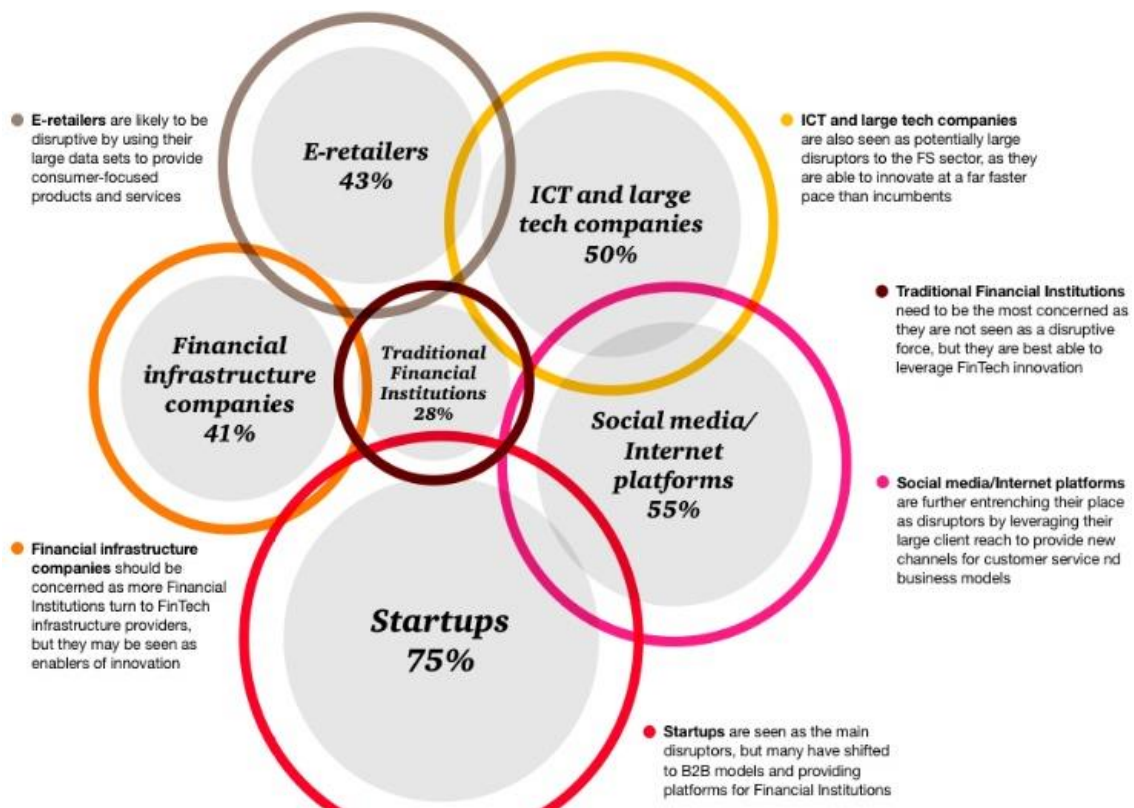 E-retailers are likely to be
disruptive by using their
large data sets to provide
consumer-focused
products and services
E-retailers
43%
ICT and large
tech companies
50%
ICT and large tech companies
are also seen as potentially large
disruptors to the FS sector, as they
are able to innovate at a far faster
pace than incumbents
Financial
infrastructure
companies
41%
Traditional
Financial
Institutions
28%
Traditional Financial Institutions
need to be the most concerned as
they are not seen as a disruptive
force, but they are best able to
leverage FinTech innovation
Social media/
Internet
platforms
55%
Social media/Internet platforms
are further entrenching their place
as disruptors by leveraging their
large client reach to provide new
channels for customer service nd
business models
Financial infrastructure
companies should be
concerned as more Financial
Institutions turn to FinTech
infrastructure providers,
but they may be seen as
enablers of innovation
Startups
75%
Startups are seen as the main
disruptors, but many have shifted
to B2B models and providing
platforms for Financial Institutions